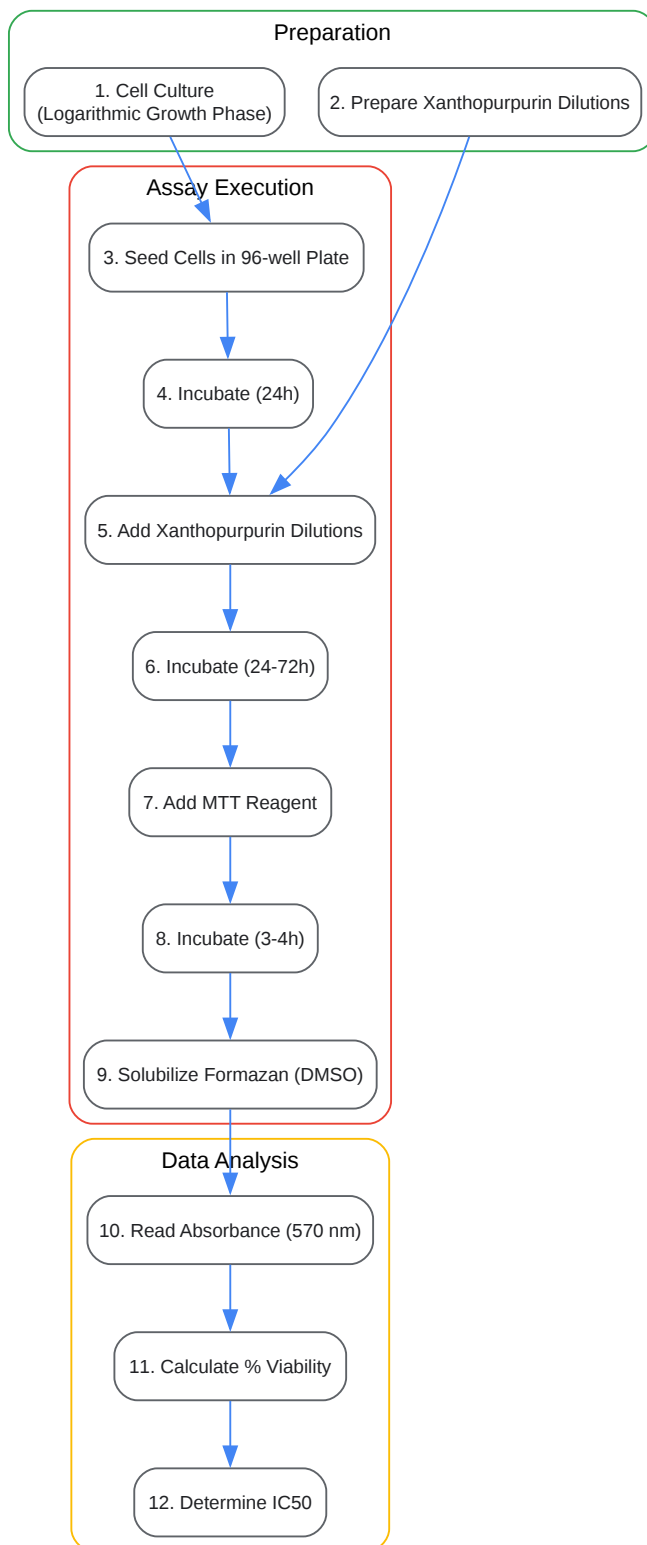 Preparation
1. Cell Culture
(Logarithmic Growth Phase)
2. Prepare Xanthopurpurin Dilutions
Assay Execution
3. Seed Cells in 96-well Plate
4. Incubate (24h)
5. Add Xanthopurpurin Dilutions
6. Incubate (24-72h)
7. Add MTT Reagent
8. Incubate (3-4h)
9. Solubilize Formazan (DMSO)
Data Analysis
10. Read Absorbance (570 nm)
11. Calculate % Viability
12. Determine IC50